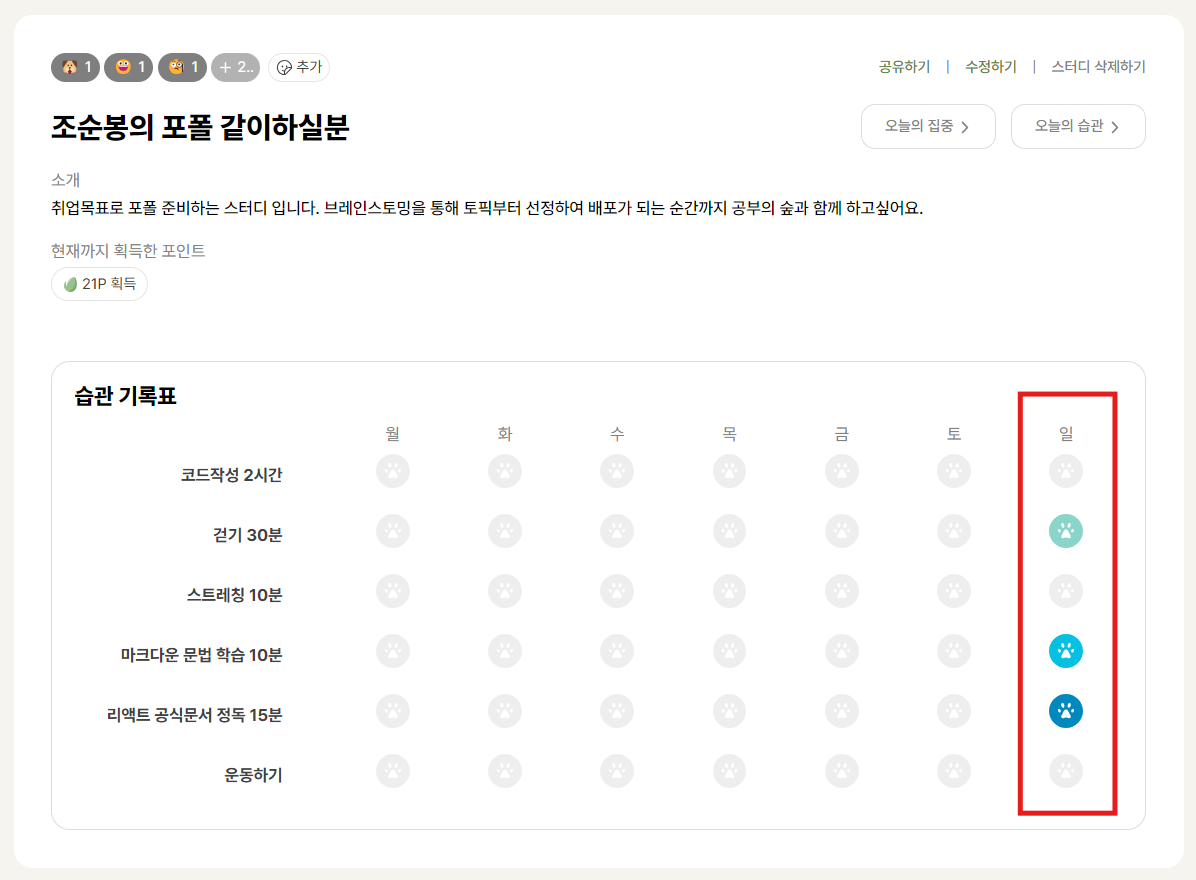 1 1 1 + 2.. 추가 공유하기 | 수정하기 | 스터디 삭제하기
조순봉의 포폴 같이하실분 오늘의 집중 오늘의 습관
소개
취업목표로 포폴 준비하는 스터디 입니다. 브레인스토밍을 통해 토픽부터 선정하여 배포가 되는 순간까지 공부의 숲과 함께 하고싶어요.
현재까지 획득한 포인트
21P 획득
습관 기록표
월 화 수 목 금 토 일
코드작성 2시간
걷기 30분
스트레칭 10분
마크다운 문법 학습 10분
리액트 공식문서 정독 15분
운동하기